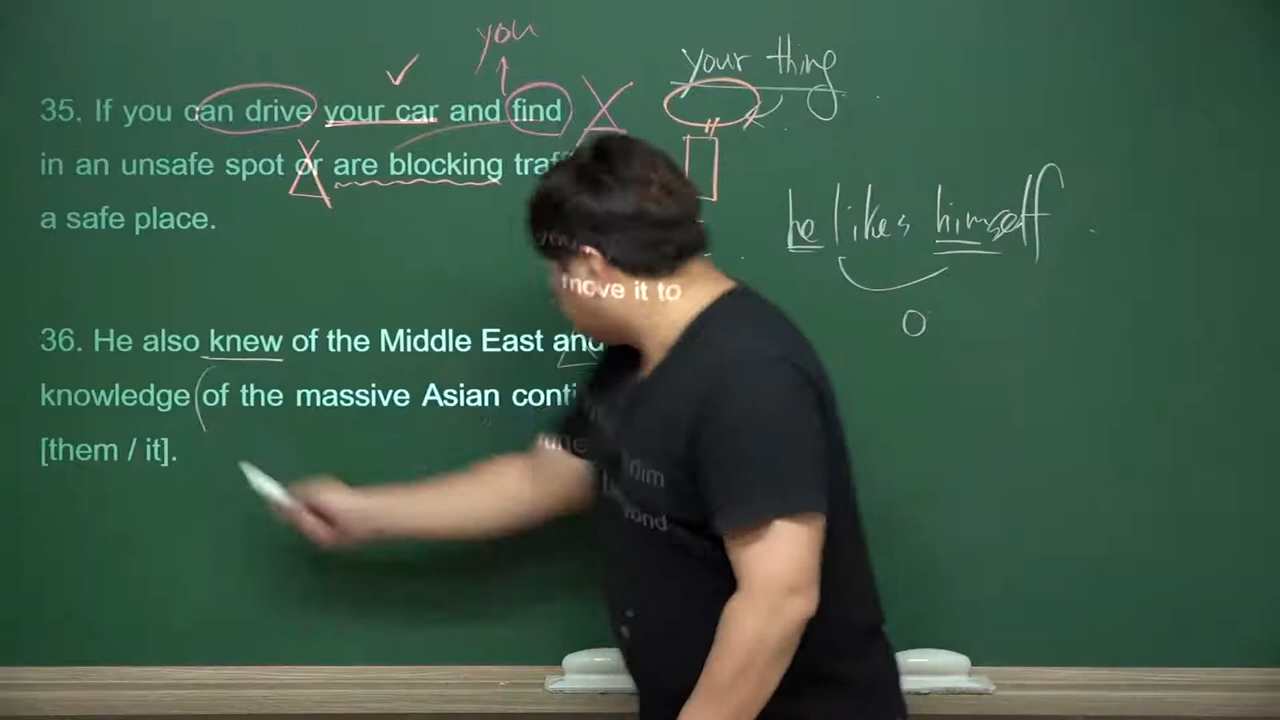 you
your thing
35. If you can drive your car and find
in an unsafe spot or are blocking
a safe place.
move it to
he likes himself
36. He also knew of the Middle East and
knowledge of the massive Asian
[them / it].